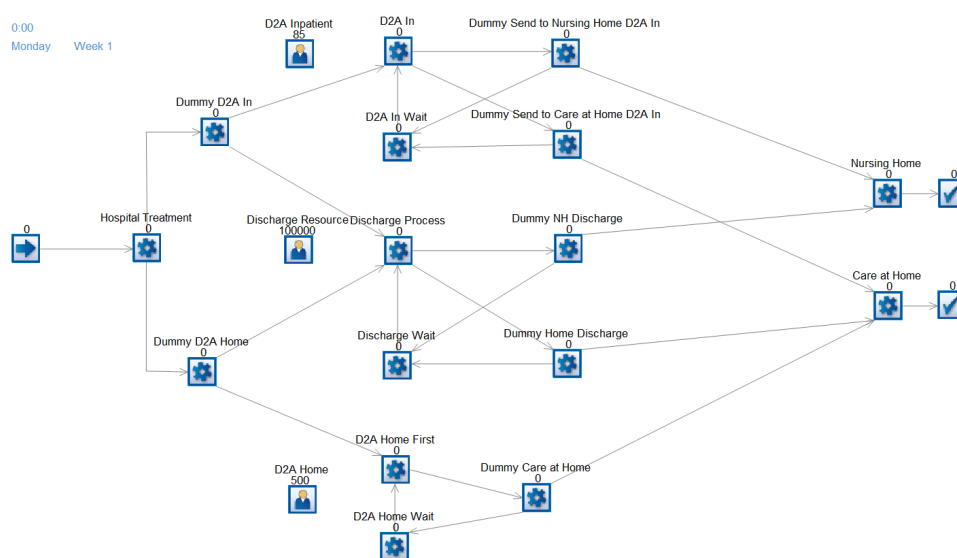 0:00
Monday Week 1
D2A Inpatient
85
D2A In
0
Dummy Send to Nursing Home D2A In
0
Dummy D2A In
0
D2A In Wait
0
Dummy Send to Care at Home D2A In
0
Nursing Home
0
0
0
Hospital Treatment
0
Discharge Resource
100000
Discharge Process
0
Dummy NH Discharge
0
Care at Home
0
0
Dummy D2A Home
0
Discharge Wait
0
Dummy Home Discharge
0
D2A Home First
0
D2A Home
500
Dummy Care at Home
0
D2A Home Wait
0